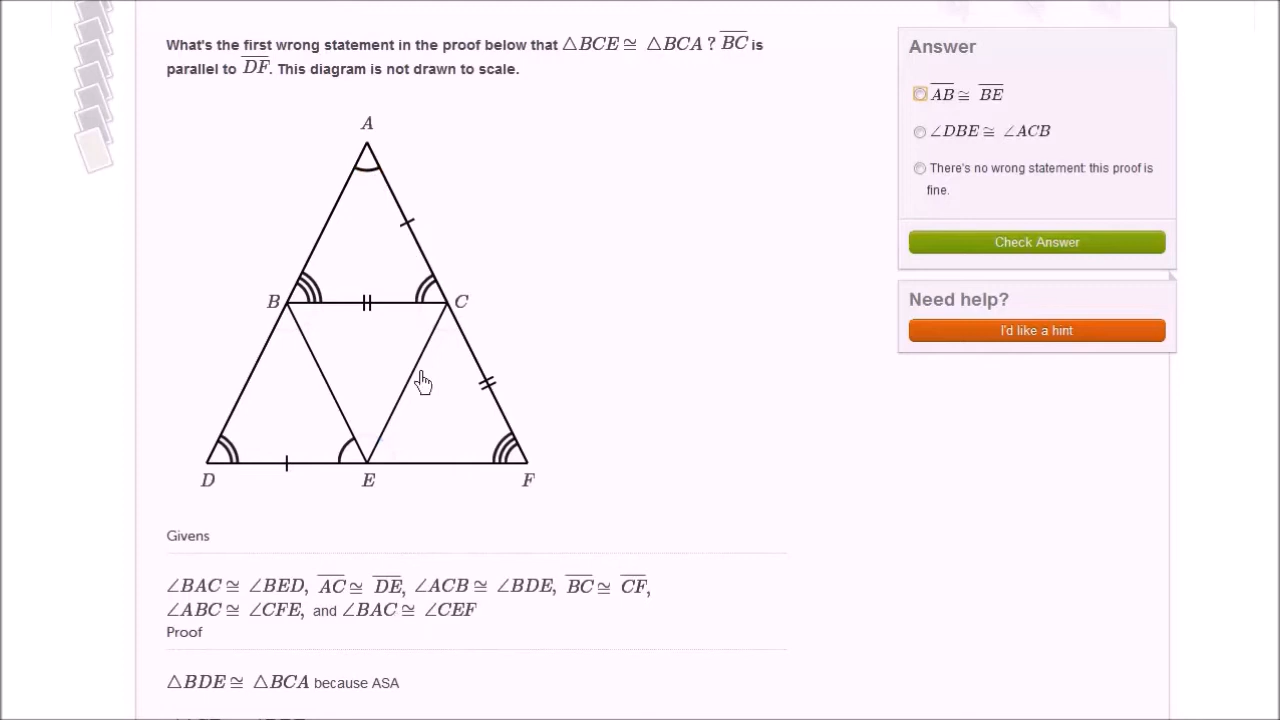 What's the first wrong statement in the proof below that △BCE ≅ △BCA ? BC is
parallel to DF. This diagram is not drawn to scale.
A
B
C
D
E
F
Givens
∠BAC ≅ ∠BED, AC ≅ DE, ∠ACB ≅ ∠BDE, BC ≅ CF,
∠ABC ≅ ∠CFE, and ∠BAC ≅ ∠CEF
Proof
△BDE ≅ △BCA because ASA
Answer
AB ≅ BE
∠DBE ≅ ∠ACB
There's no wrong statement: this proof is
fine.
Check Answer
Need help?
I'd like a hint